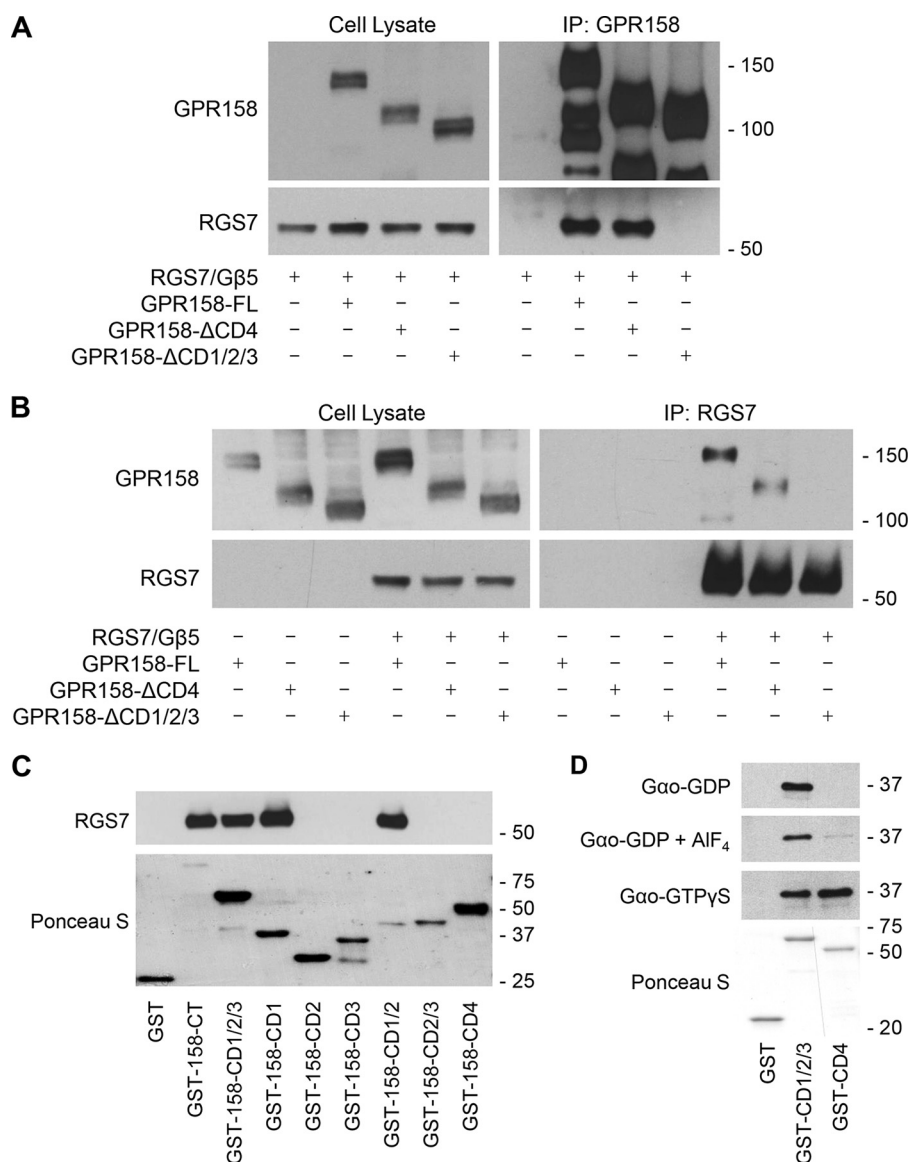 A
Cell Lysate IP: GPR158
GPR158
- 150
- 100
RGS7
- 50
RGS7/Gβ5 + + + + + + + +
GPR158-FL – + – – – + – –
GPR158-ΔCD4 – – + – – – + –
GPR158-ΔCD1/2/3 – – – + – – – +
B
Cell Lysate IP: RGS7
GPR158
- 150
- 100
RGS7
- 50
RGS7/Gβ5 – – – + + + – – – + + +
GPR158-FL + – – + – – + – – + – –
GPR158-ΔCD4 – + – – + – – + – – + –
GPR158-ΔCD1/2/3 – – + – – + – – + – – +
C
RGS7
- 50
Ponceau S
- 75
- 50
- 37
- 25
GST
GST-158-CT
GST-158-CD1/2/3
GST-158-CD1
GST-158-CD2
GST-158-CD3
GST-158-CD1/2
GST-158-CD2/3
GST-158-CD4
D
Gαo-GDP - 37
Gαo-GDP + AlF4 - 37
Gαo-GTPγS - 37
Ponceau S
- 75
- 50
- 20
GST
GST-CD1/2/3
GST-CD4